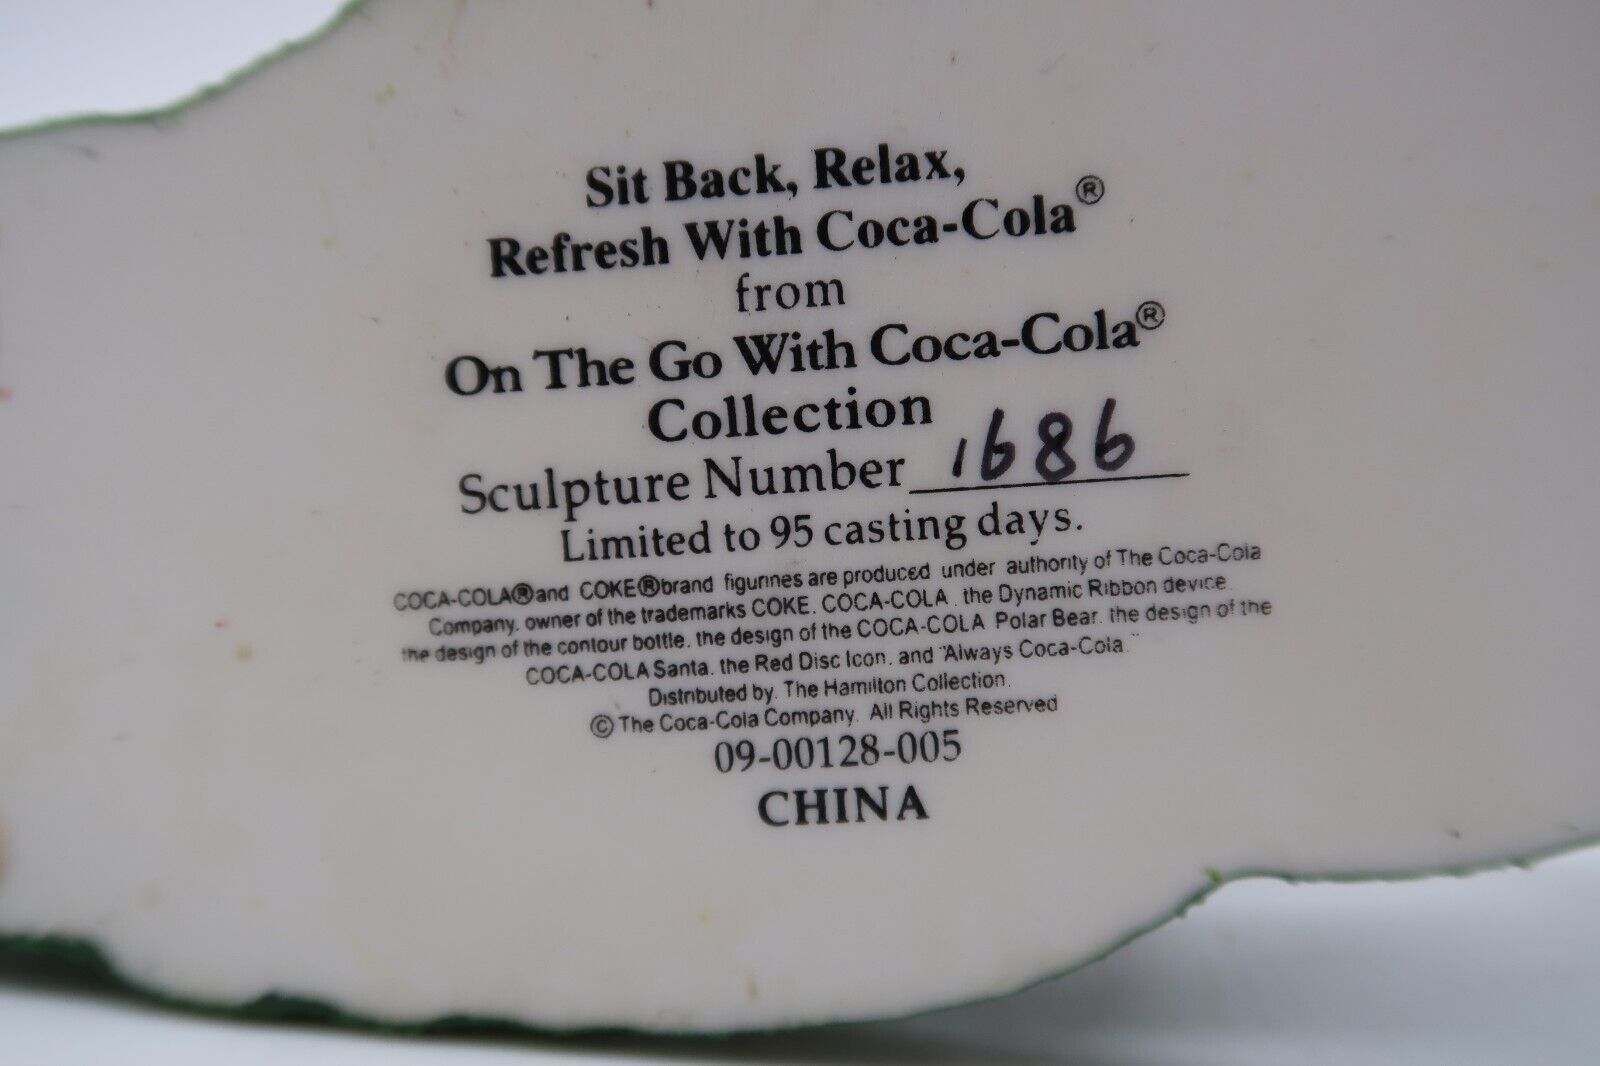 Sit Back, Relax,
Refresh With Coca-Cola®
from
On The Go With Coca-Cola®
Collection
Sculpture Number 1686
Limited to 95 casting days.
COCA-COLA® and COKE® brand figurines are produced under authority of The Coca-Cola
Company, owner of the trademarks COKE, COCA-COLA, the Dynamic Ribbon device,
the design of the contour bottle, the design of the COCA-COLA Polar Bear, the design of the
COCA-COLA Santa, the Red Disc Icon, and "Always Coca-Cola."
Distributed by The Hamilton Collection.
© The Coca-Cola Company. All Rights Reserved
09-00128-005
CHINA